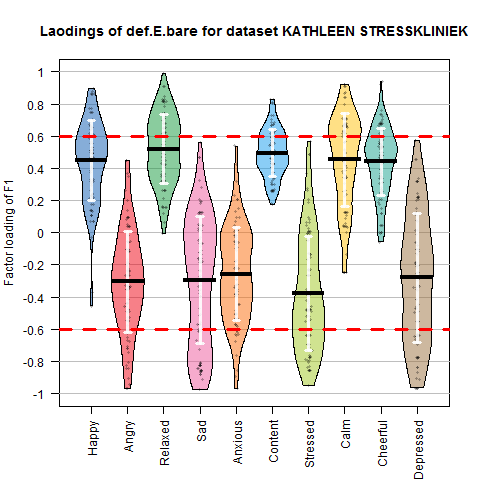 Laodings of def.E.bare for dataset KATHLEEN STRESSKLINIEK
Factor loading of F1
1
0.8
0.6
0.4
0.2
0
-0.2
-0.4
-0.6
-0.8
-1
Happy
Angry
Relaxed
Sad
Anxious
Content
Stressed
Calm
Cheerful
Depressed